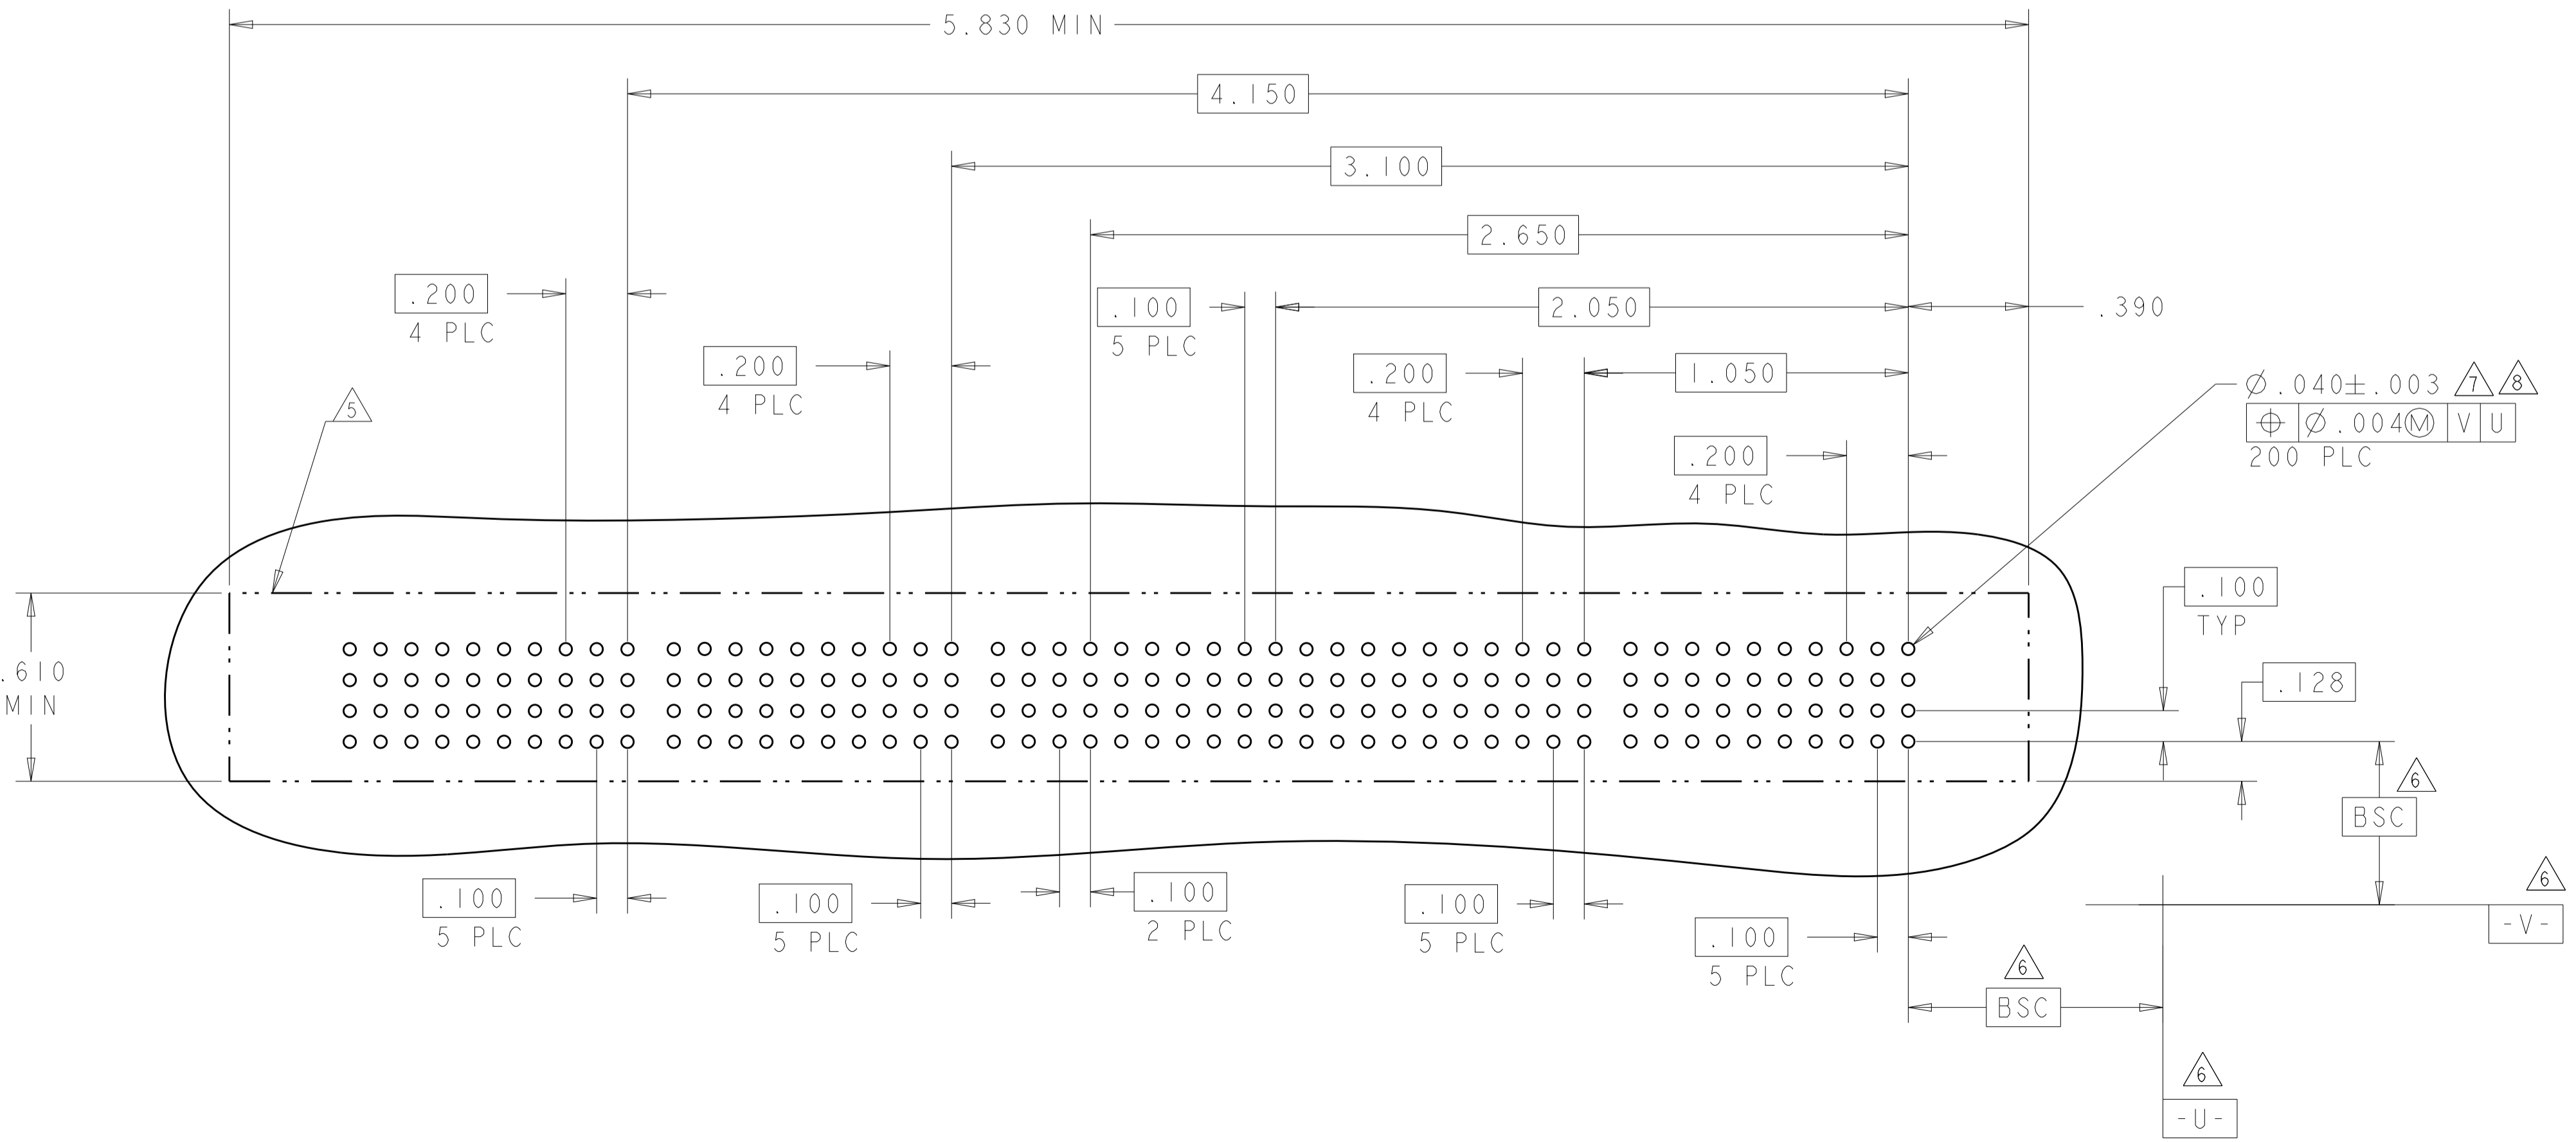 5.830 MIN
4.150
3.100
2.650
.200
4 PLC
.100
5 PLC
2.050
.390
.200
4 PLC
.200
4 PLC
1.050
5
Ø.040±.003 7 8
⌖ Ø.004Ⓜ V U
200 PLC
.200
4 PLC
.100
TYP
.610
MIN
.128
6
BSC
.100
5 PLC
.100
5 PLC
.100
2 PLC
.100
5 PLC
.100
5 PLC
6
-V-
6
BSC
6
-U-